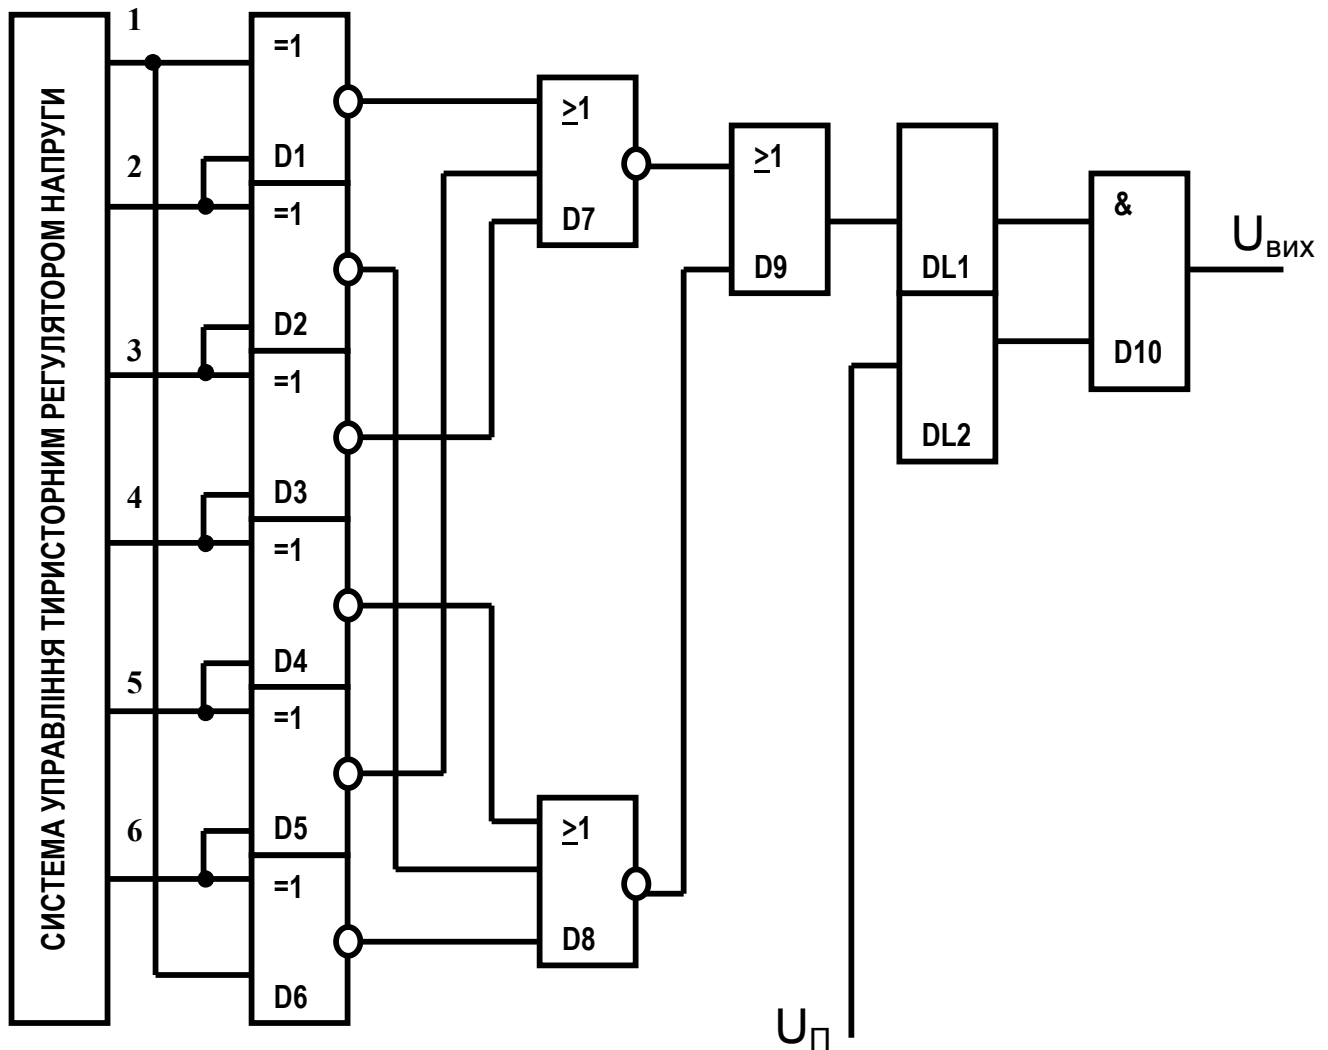 СИСТЕМА УПРАВЛІННЯ ТИРИСТОРНИМ РЕГУЛЯТОРОМ НАПРУГИ
1
2
3
4
5
6
=1
D1
=1
D2
=1
D3
=1
D4
=1
D5
=1
D6
≥1
D7
≥1
D8
≥1
D9
DL1
DL2
&
D10
Uвих
UП